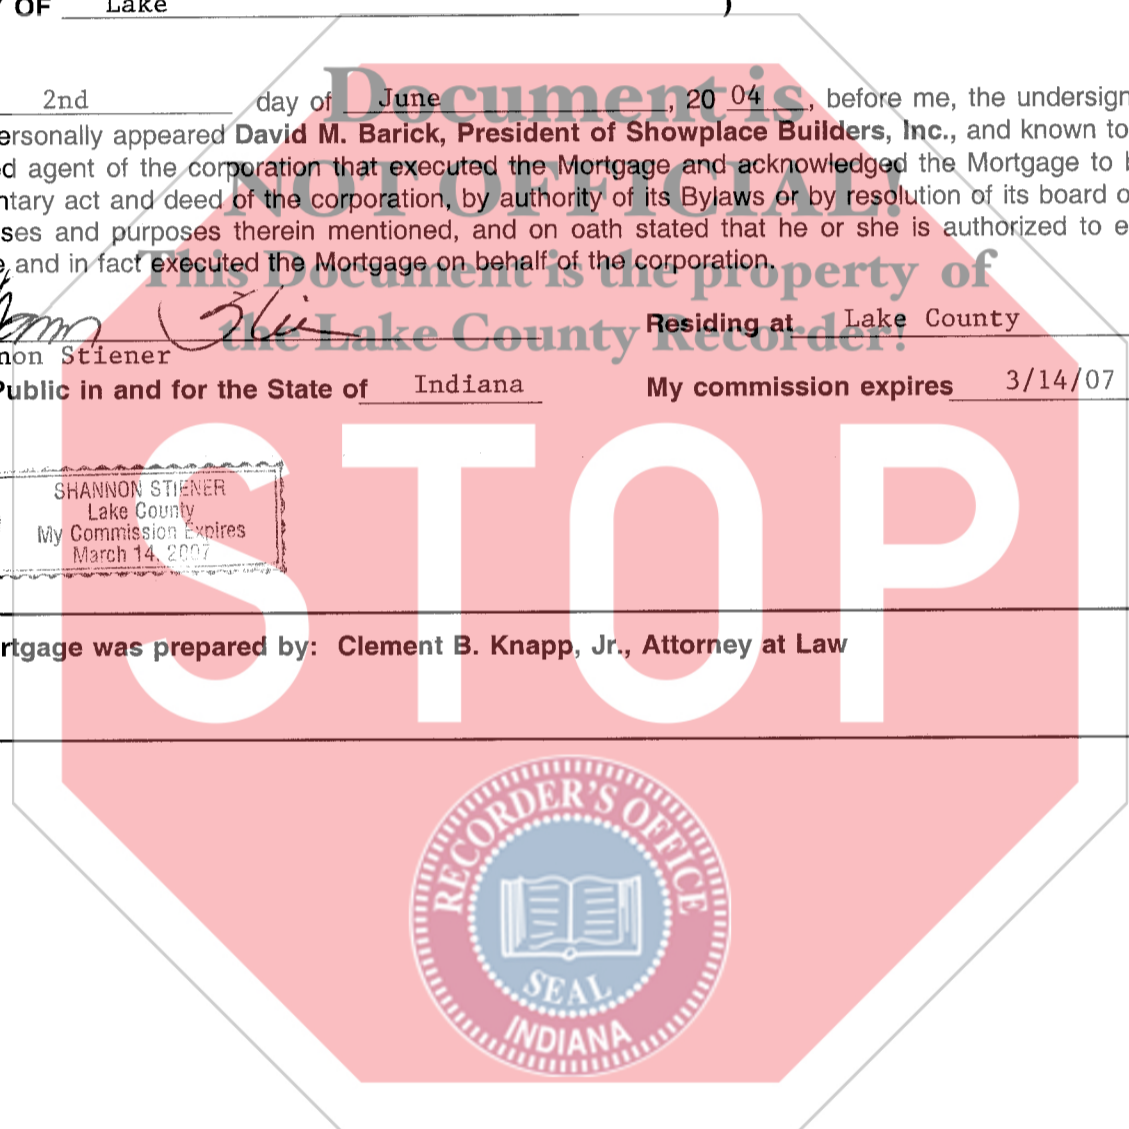 OF Lake )
2nd day of June, 20 04, before me, the undersign
ersonally appeared David M. Barick, President of Showplace Builders, Inc., and known to
d agent of the corporation that executed the Mortgage and acknowledged the Mortgage to b
ntary act and deed of the corporation, by authority of its Bylaws or by resolution of its board o
ses and purposes therein mentioned, and on oath stated that he or she is authorized to e
e, and in fact executed the Mortgage on behalf of the corporation.
Residing at Lake County
non Stiener
Public in and for the State of Indiana My commission expires 3/14/07
SHANNON STIENER
Lake County
My Commission Expires
March 14, 2007
rtgage was prepared by: Clement B. Knapp, Jr., Attorney at Law
Document is
NOT OFFICIAL!
This Document is the property of
the Lake County Recorder!
STOP
RECORDER'S OFFICE
SEAL
INDIANA